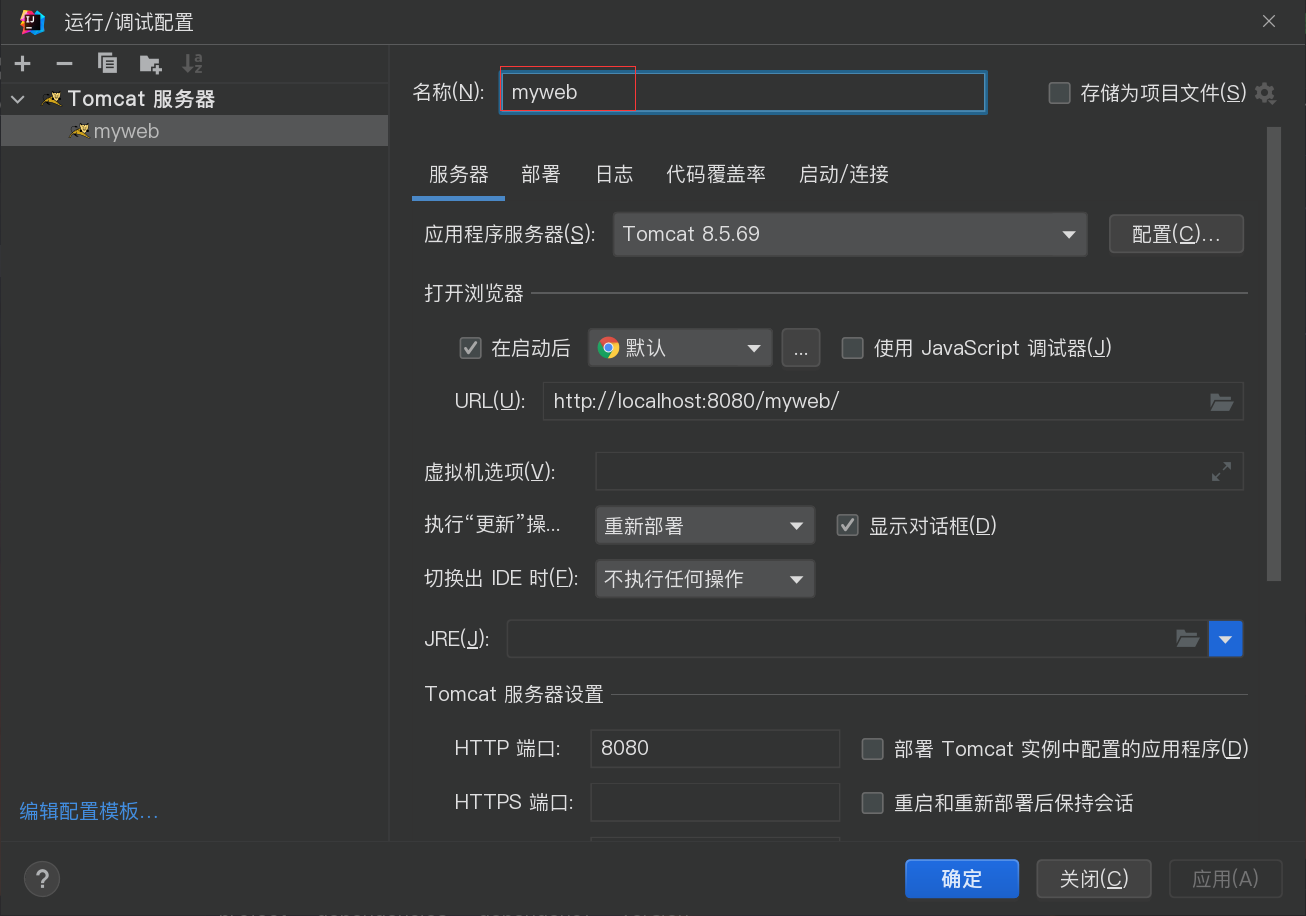 运行/调试配置
Tomcat 服务器
myweb
编辑配置模板...
名称(N): myweb 存储为项目文件(S)
服务器 部署 日志 代码覆盖率 启动/连接
应用程序服务器(S): Tomcat 8.5.69 配置(C)...
打开浏览器
在启动后 默认 ... 使用 JavaScript 调试器(J)
URL(U): http://localhost:8080/myweb/
虚拟机选项(V):
执行“更新”操... 重新部署 显示对话框(D)
切换出 IDE 时(F): 不执行任何操作
JRE(J):
Tomcat 服务器设置
HTTP 端口: 8080 部署 Tomcat 实例中配置的应用程序(D)
HTTPS 端口: 重启和重新部署后保持会话
? 确定 关闭(C) 应用(A)